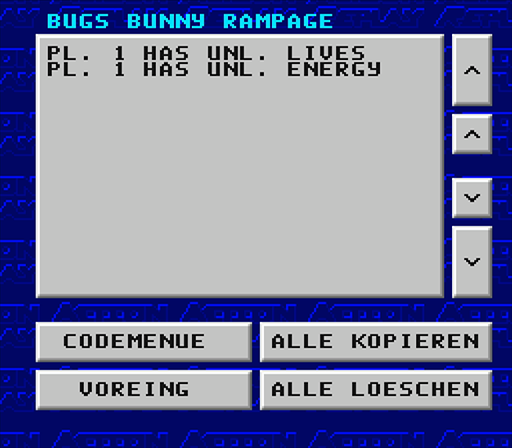 BUGS BUNNY RAMPAGE
PL. 1 HAS UNL. LIVES
PL. 1 HAS UNL. ENERGY
CODEMENUE
ALLE KOPIEREN
VOREING
ALLE LOESCHEN